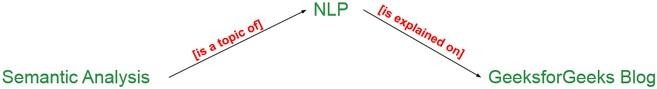 NLP
[is a topic of]
[is explained on]
Semantic Analysis
GeeksforGeeks Blog